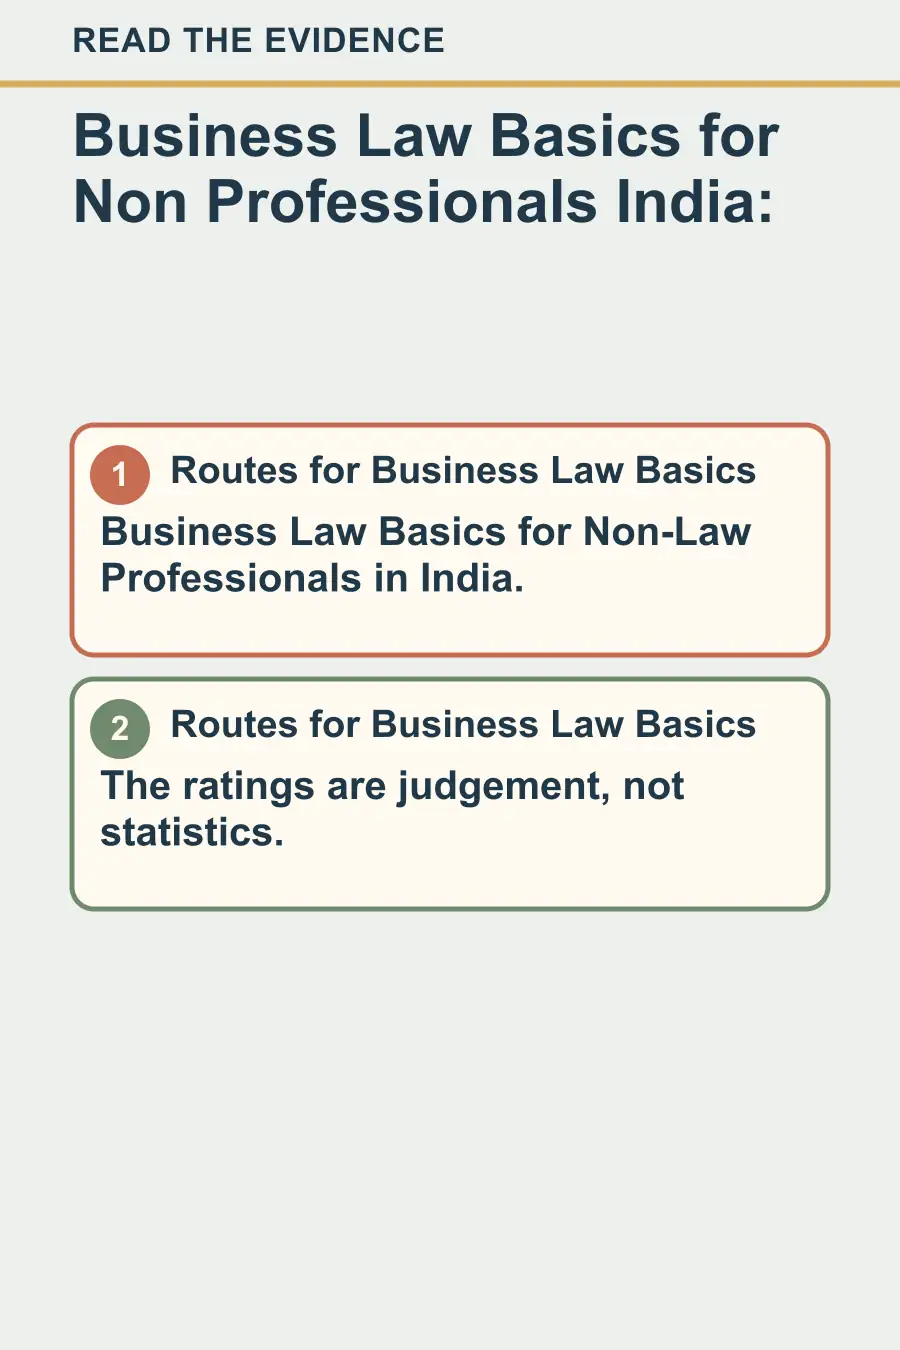 READ THE EVIDENCE
Business Law Basics for
Non Professionals India:
1 Routes for Business Law Basics
Business Law Basics for Non-Law
Professionals in India.
2 Routes for Business Law Basics
The ratings are judgement, not
statistics.